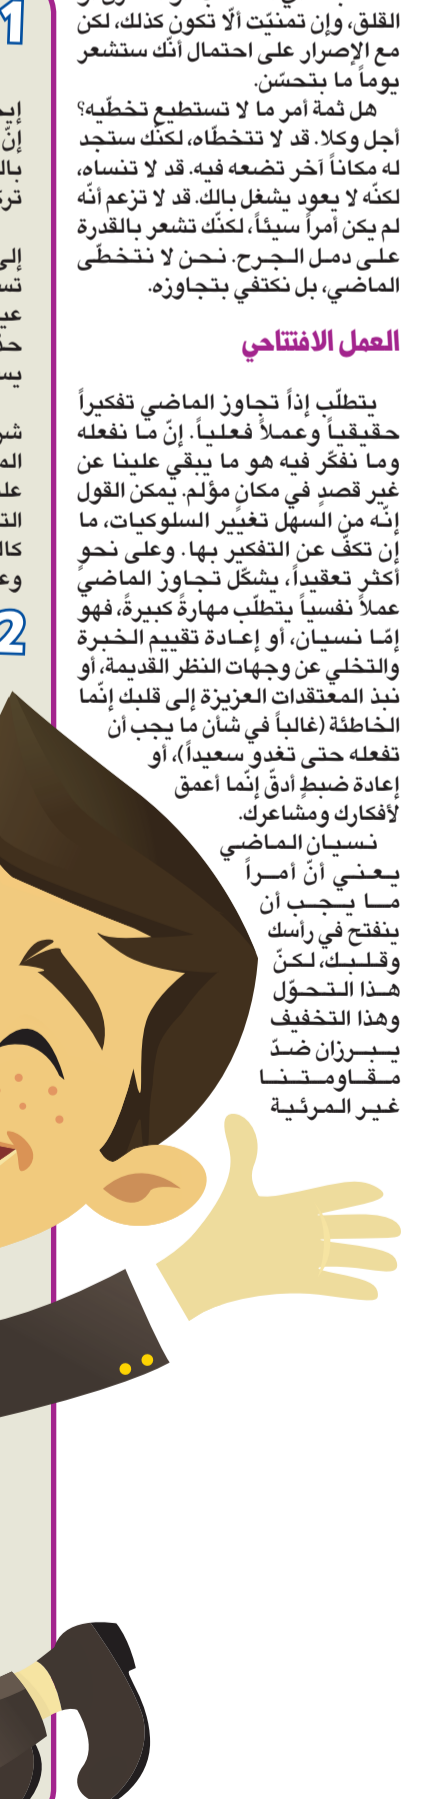 القلق، وإن تمنيّت ألّا تكون كذلك، لكن
مع الإصرار على احتمال أنّك ستشعر
يوماً ما بتحسّن.
هل ثمة أمر ما لا تستطيع تخطّيه؟
أجل وكلا. قد لا تتخطّاه، لكنّك ستجد
له مكاناً آخر تضعه فيه. قد لا تنساه،
لكنّه لا يعود يشغل بالك. قد لا تزعم أنّه
لم يكن أمراً سيئاً، لكنّك تشعر بالقدرة
على دمل الجرح. نحن لا نتخطّى
الماضي، بل نكتفي بتجاوزه.
العمل الافتتاحي
يتطلّب إذاً تجاوز الماضي تفكيراً
حقيقياً وعملاً فعلياً. إنّ ما نفعله
وما نفكّر فيه هو ما يبقي علينا عن
غير قصدٍ في مكانٍ مؤلم. يمكن القول
إنّه من السهل تغيير السلوكيات، ما
إن تكفّ عن التفكير بها. وعلى نحوٍ
أكثر تعقيداً، يشكّل تجاوز الماضي
عملاً نفسياً يتطلّب مهارةً كبيرةً، فهو
إمّا نسيان، أو إعادة تقييم الخبرة
والتخلي عن وجهات النظر القديمة، أو
نبذ المعتقدات العزيزة إلى قلبك إنّما
الخاطئة (غالباً في شأن ما يجب أن
تفعله حتى تغدو سعيداً)، أو
إعادة ضبطٍ أدقّ إنّما أعمق
لأفكارك ومشاعرك.
نسيان الماضي
يعني أنّ أمراً
ما يجب أن
ينفتح في رأسك
وقلبك، لكنّ
هذا التحوّل
وهذا التخفيف
يبرزان ضدّ
مقاومتنا
غير المرئية
1
2